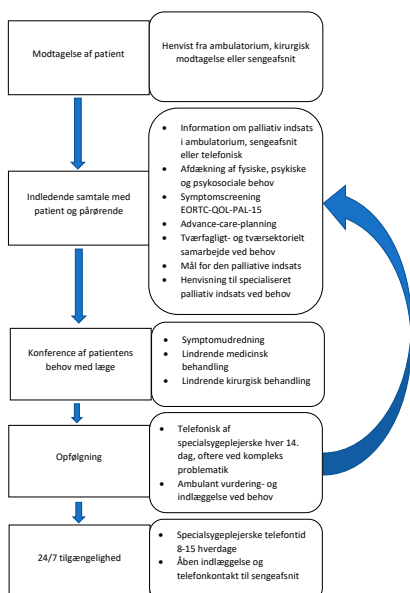 Modtagelse af patient
Henvist fra ambulatorium, kirurgisk
modtagelse eller sengeafsnit
Indledende samtale med
patient og pårørende
• Information om palliativ indsats
i ambulatorium, sengeafsnit
eller telefonisk
• Afdækning af fysiske, psykiske
og psykosociale behov
• Symptomscreening
EORTC-QOL-PAL-15
• Advance-care-planning
• Tværfagligt- og tværsektorielt
samarbejde ved behov
• Mål for den palliative indsats
• Henvisning til specialiseret
palliativ indsats ved behov
Konference af patientens
behov med læge
• Symptomudredning
• Lindrende medicinsk
behandling
• Lindrende kirurgisk behandling
Opfølgning
• Telefonisk af
specialsygeplejerske hver 14.
dag, oftere ved kompleks
problematik
• Ambulant vurdering- og
indlæggelse ved behov
24/7 tilgængelighed
• Specialsygeplejerske telefontid
8-15 hverdage
• Åben indlæggelse og
telefonkontakt til sengeafsnit